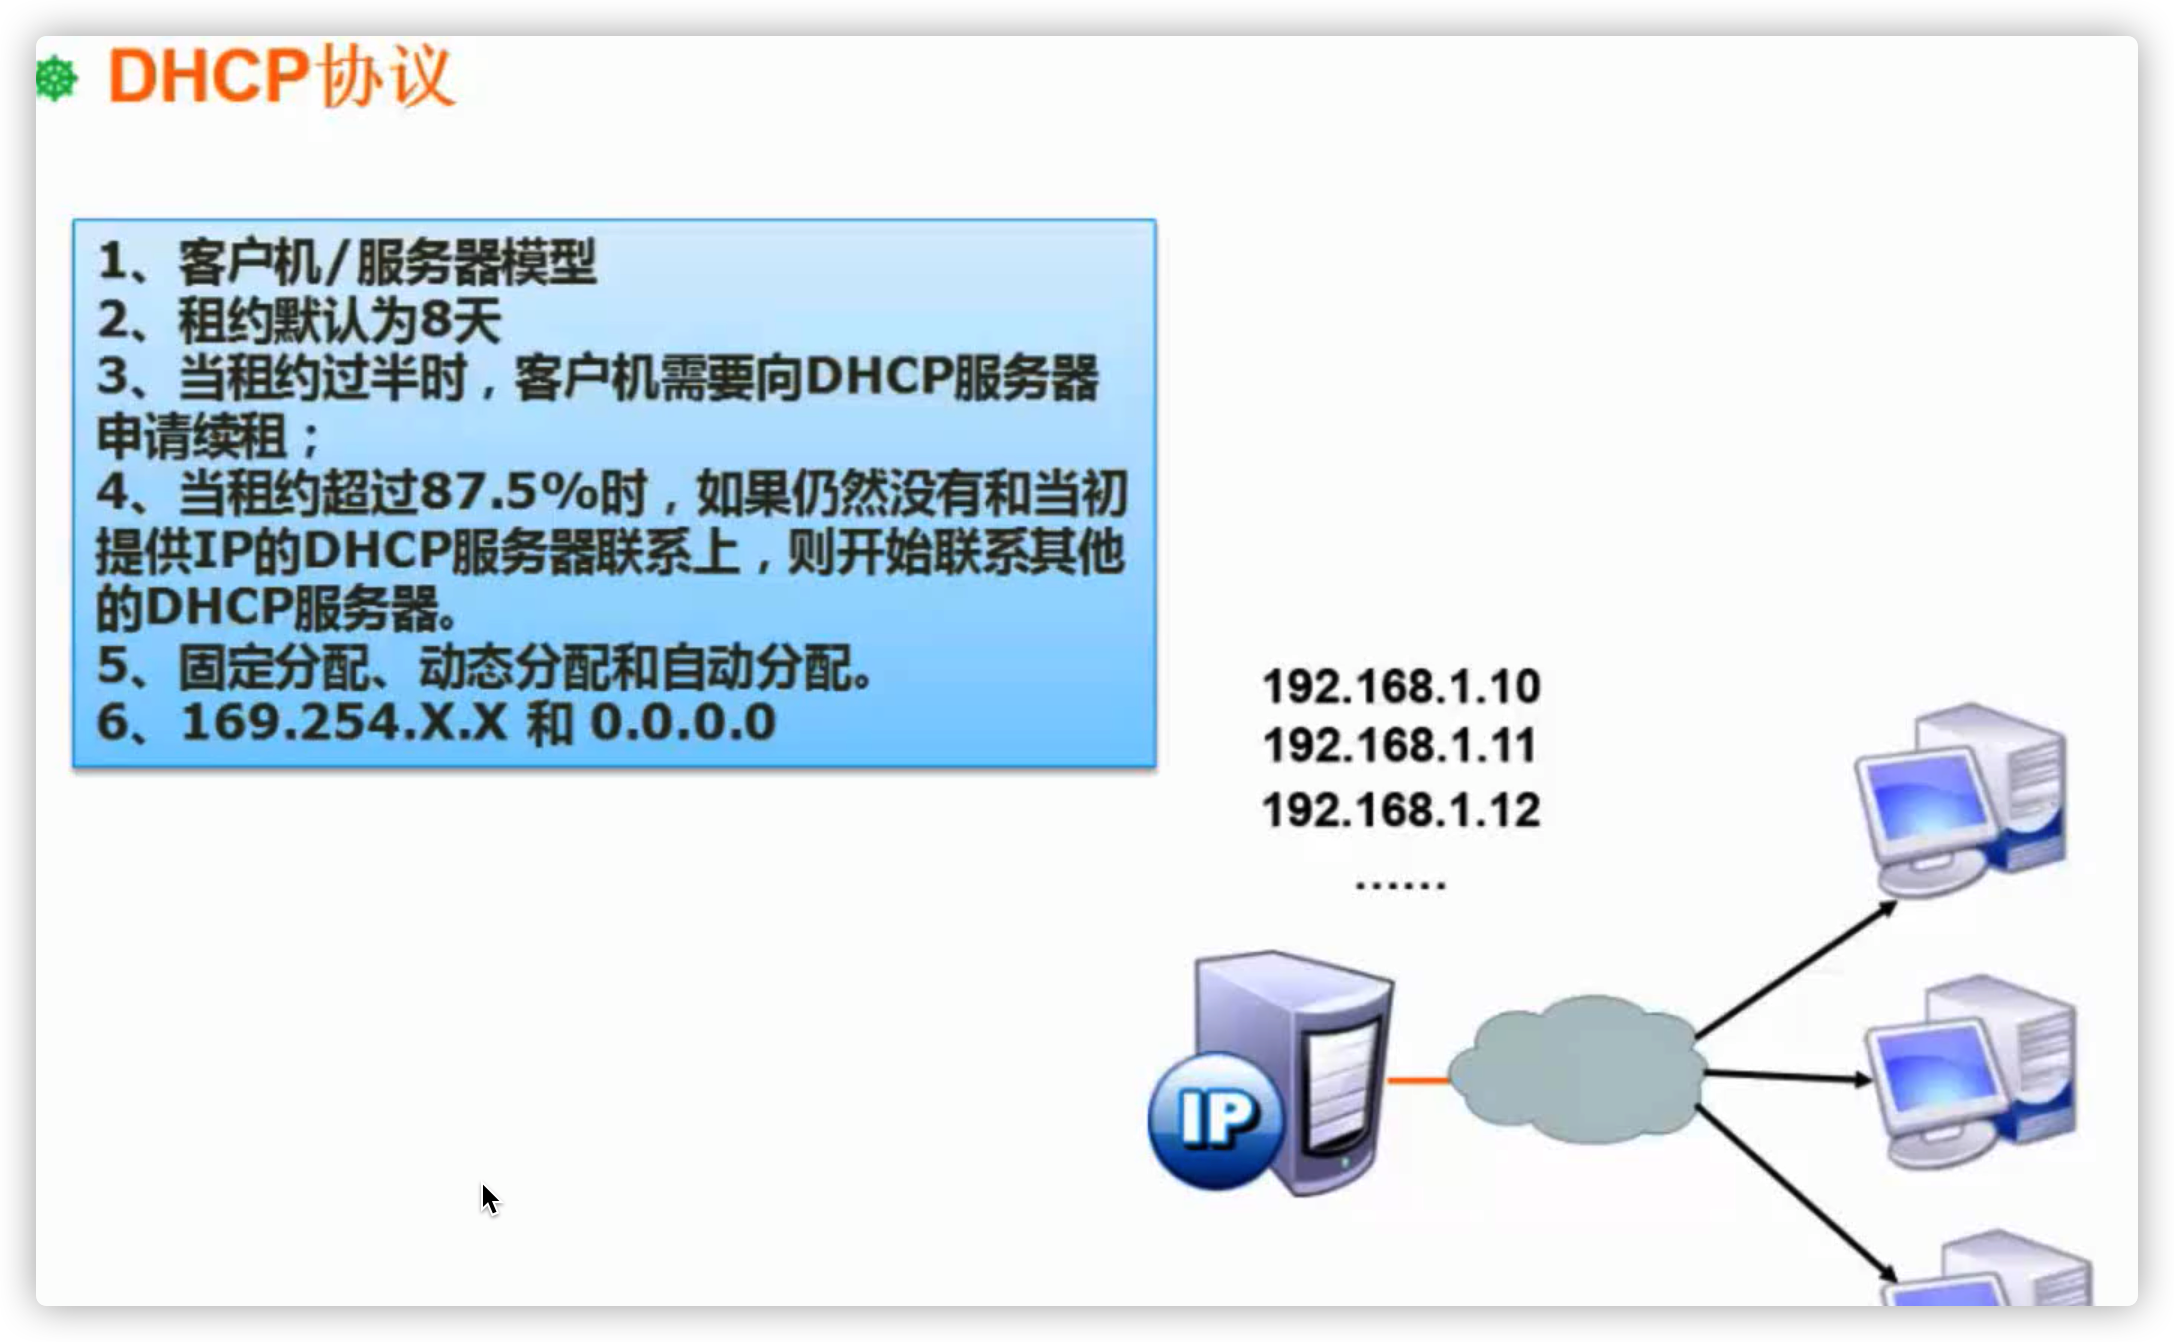 DHCP协议
1、客户机/服务器模型
2、租约默认为8天
3、当租约过半时，客户机需要向DHCP服务器
申请续租；
4、当租约超过87.5%时，如果仍然没有和当初
提供IP的DHCP服务器联系上，则开始联系其他
的DHCP服务器。
5、固定分配、动态分配和自动分配。
6、169.254.X.X 和 0.0.0.0
192.168.1.10
192.168.1.11
192.168.1.12
......
IP